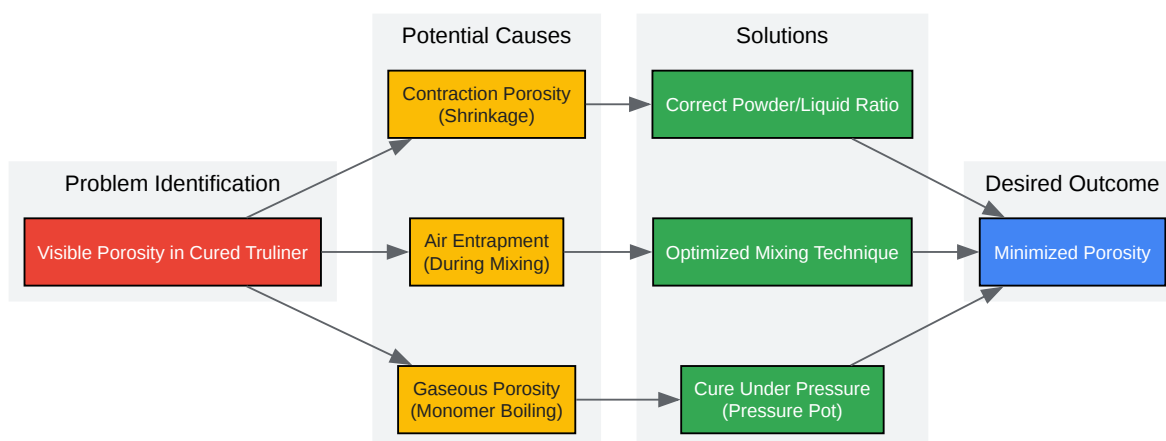 Potential Causes
Solutions
Contraction Porosity
(Shrinkage)
Correct Powder/Liquid Ratio
Problem Identification
Desired Outcome
Visible Porosity in Cured Truliner
Air Entrapment
(During Mixing)
Optimized Mixing Technique
Minimized Porosity
Gaseous Porosity
(Monomer Boiling)
Cure Under Pressure
(Pressure Pot)